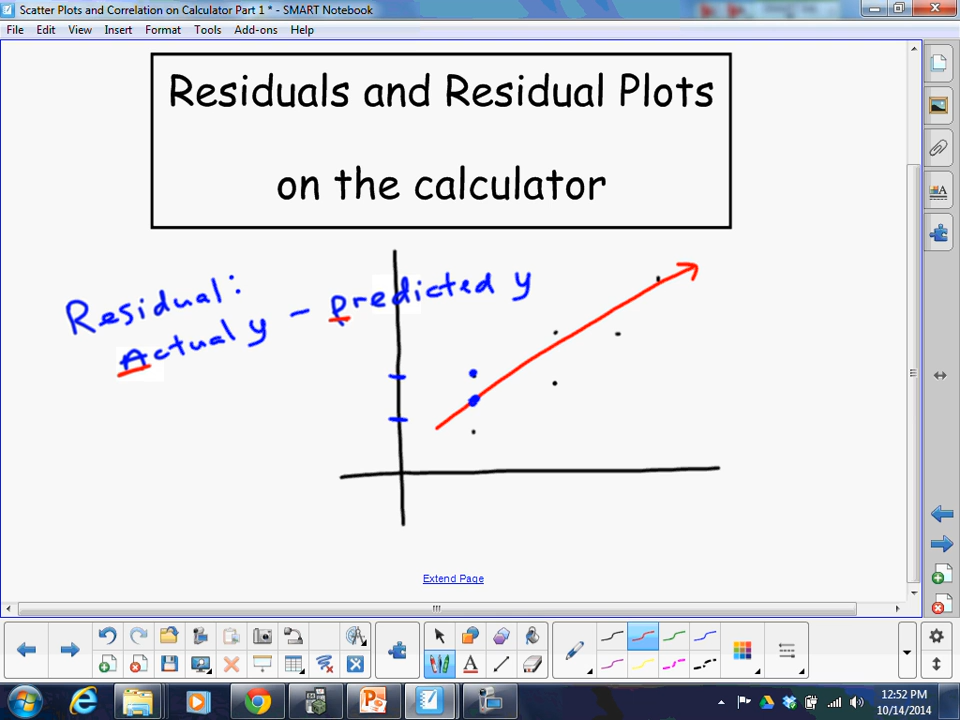 Scatter Plots and Correlation on Calculator Part 1 * - SMART Notebook
File Edit View Insert Format Tools Add-ons Help
Residuals and Residual Plots
on the calculator
Residual:
Actual y - predicted y
Extend Page
12:52 PM
10/14/2014